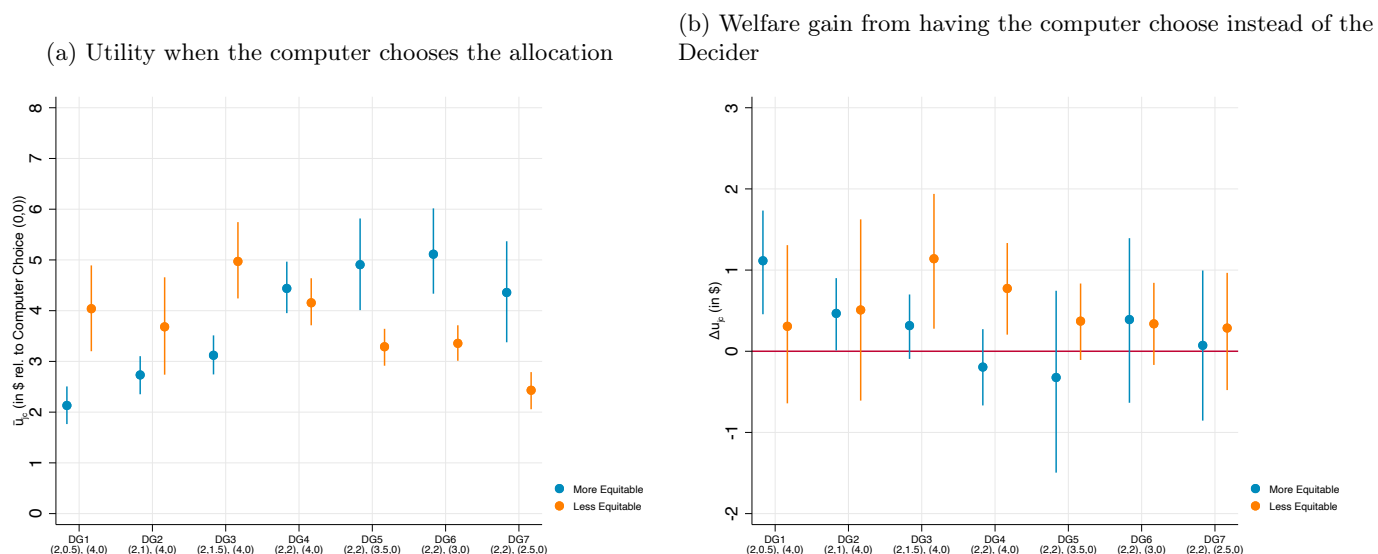 (a) Utility when the computer chooses the allocation
8
7
6
5
4
3
2
1
0
ū_jc (in $ rel. to Computer Choice (0,0))
DG1 DG2 DG3 DG4 DG5 DG6 DG7
(2,0.5), (4,0) (2,1), (4,0) (2,1.5), (4,0) (2,2), (4,0) (2,2), (3.5,0) (2,2), (3,0) (2,2), (2.5,0)
More Equitable
Less Equitable
(b) Welfare gain from having the computer choose instead of the
Decider
3
2
1
0
-1
-2
Δu_jc (in $)
DG1 DG2 DG3 DG4 DG5 DG6 DG7
(2,0.5), (4,0) (2,1), (4,0) (2,1.5), (4,0) (2,2), (4,0) (2,2), (3.5,0) (2,2), (3,0) (2,2), (2.5,0)
More Equitable
Less Equitable